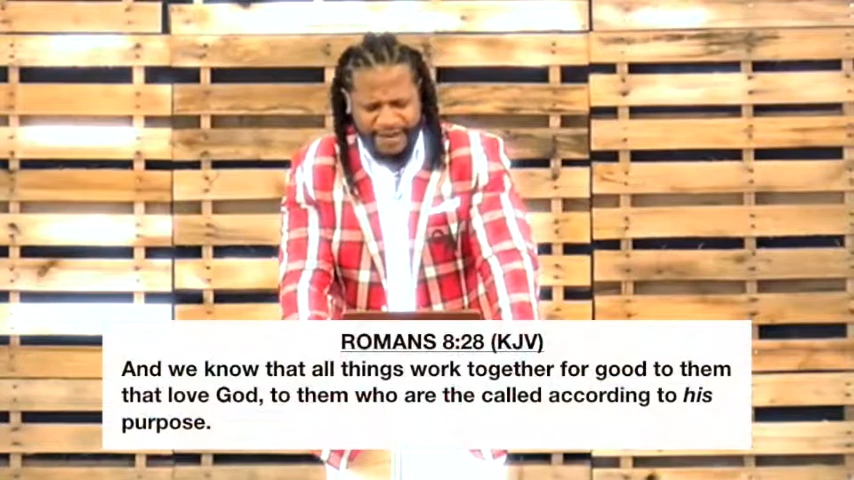 ROMANS 8:28 (KJV)
And we know that all things work together for good to them
that love God, to them who are the called according to his
purpose.